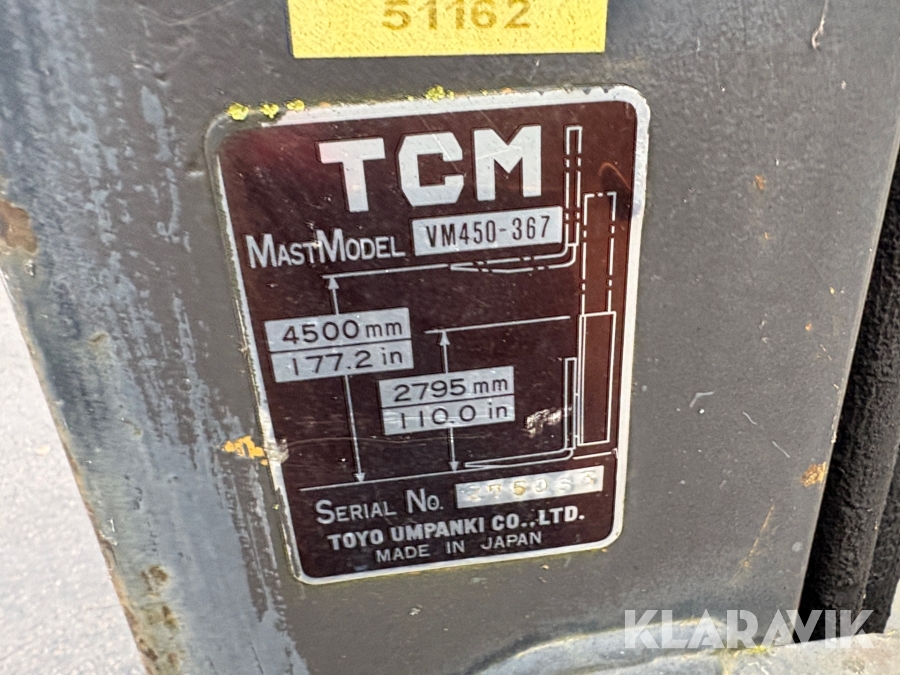 51162
TCM
MAST MODEL VM450-367
4500 mm
177.2 in
2795 mm
110.0 in
SERIAL No.
TOYO UMPANKI CO.,LTD.
MADE IN JAPAN
KLARAVIK